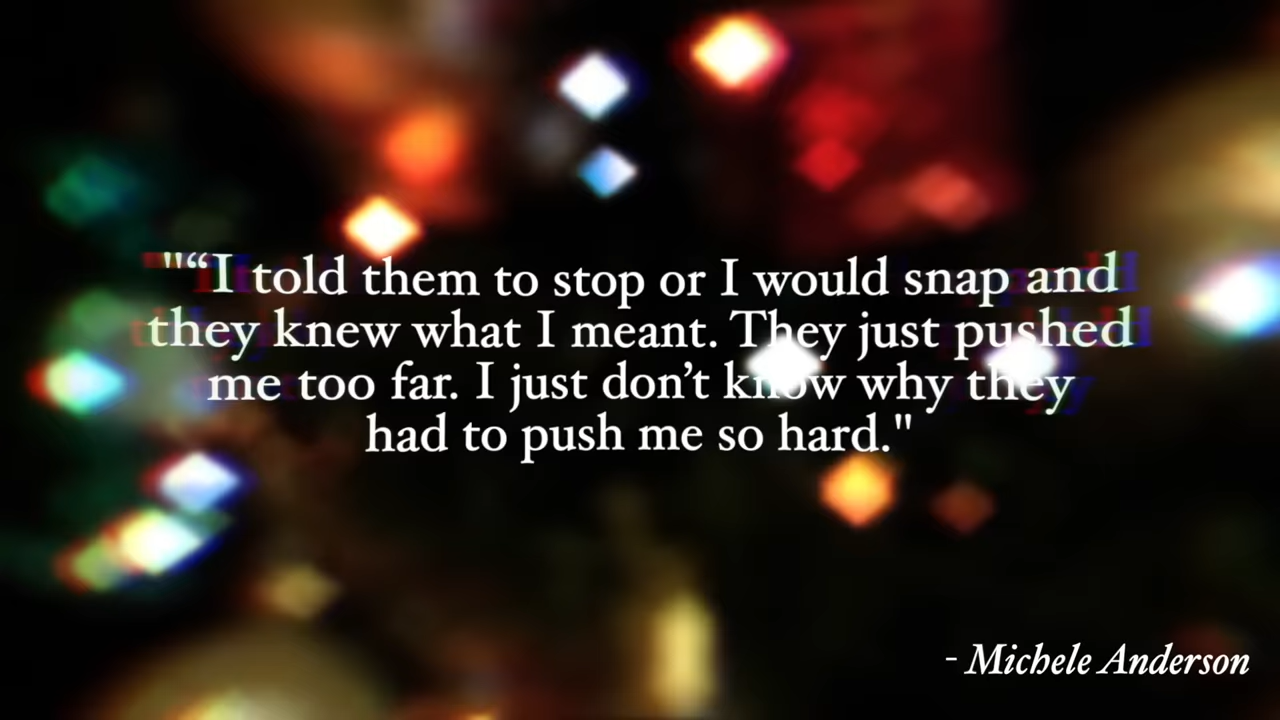 "“I told them to stop or I would snap and
they knew what I meant. They just pushed
me too far. I just don’t know why they
had to push me so hard."
- Michele Anderson